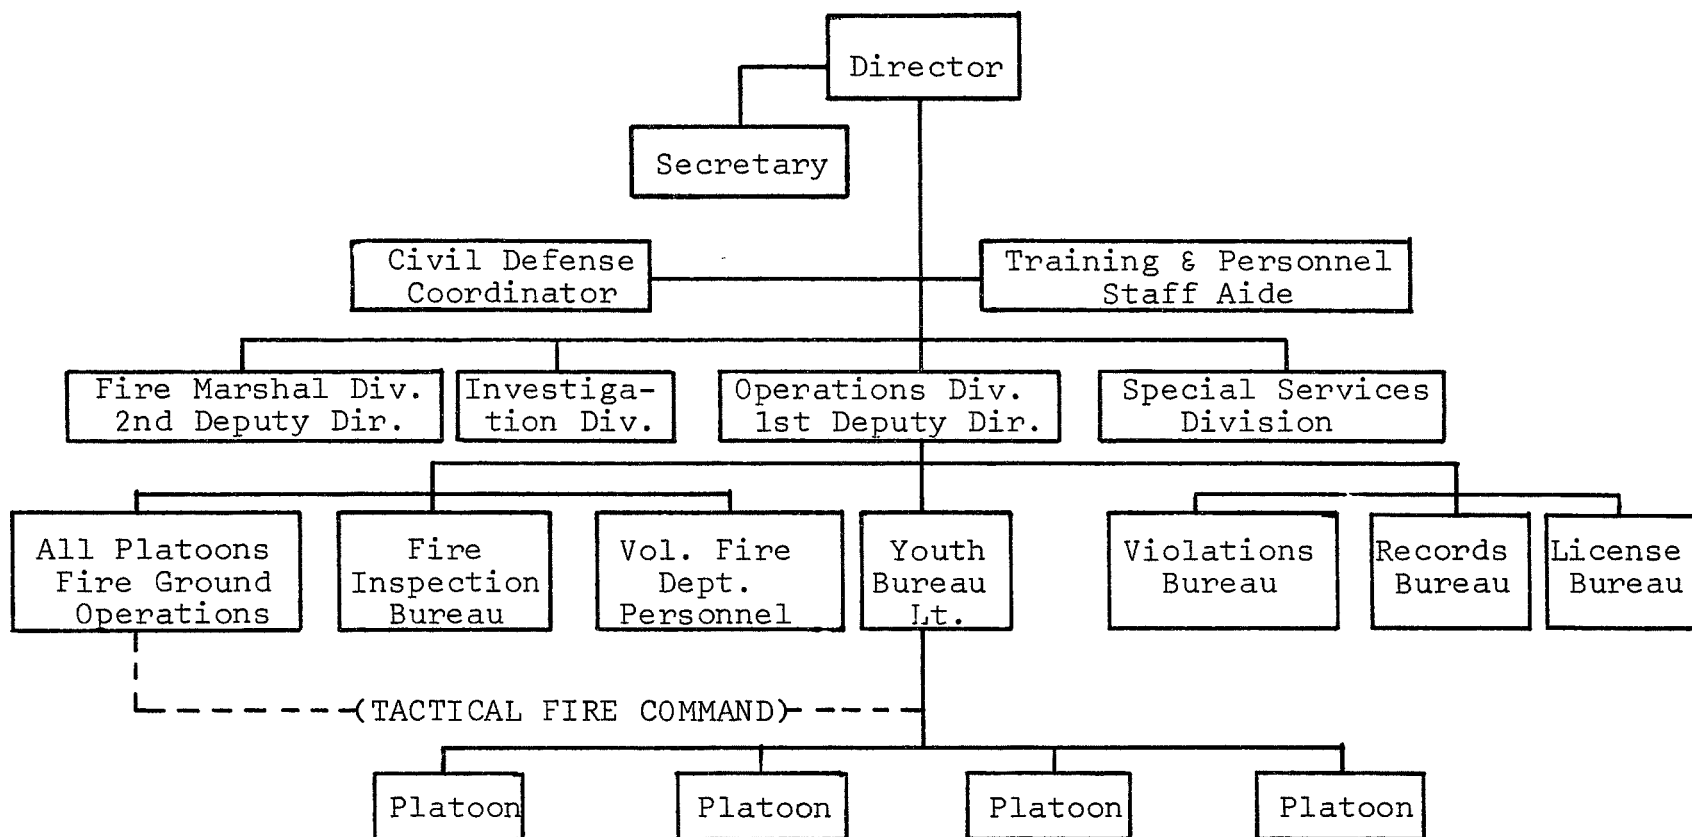 Director
Secretary
Civil Defense
Coordinator
Training & Personnel
Staff Aide
Fire Marshal Div.
2nd Deputy Dir.
Investiga-
tion Div.
Operations Div.
1st Deputy Dir.
Special Services
Division
All Platoons
Fire Ground
Operations
Fire
Inspection
Bureau
Vol. Fire
Dept.
Personnel
Youth
Bureau
Lt.
Violations
Bureau
Records
Bureau
License
Bureau
(TACTICAL FIRE COMMAND)
Platoon
Platoon
Platoon
Platoon